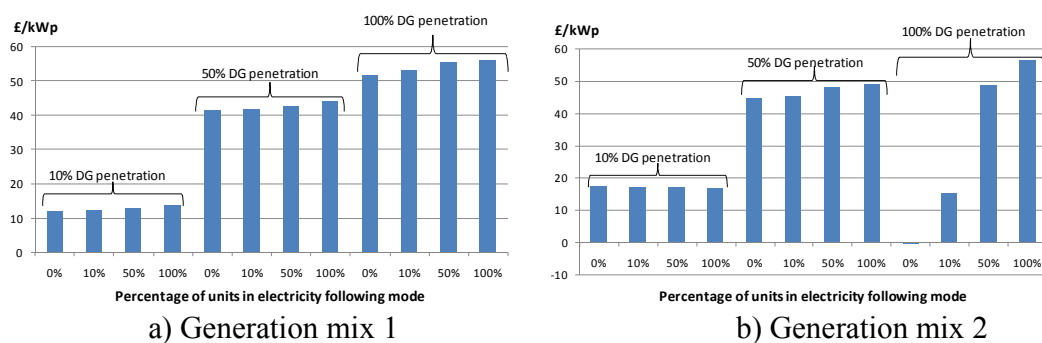 £/kWp
100% DG penetration
60
50% DG penetration
50
40
30
20
10% DG penetration
10
0
0% 10% 50% 100% 0% 10% 50% 100% 0% 10% 50% 100%
Percentage of units in electricity following mode
a) Generation mix 1
£/kWp
100% DG penetration
60
50% DG penetration
50
40
30
10% DG penetration
20
10
0
0% 10% 50% 100% 0% 10% 50% 100% 0% 10% 50% 100%
-10
Percentage of units in electricity following mode
b) Generation mix 2